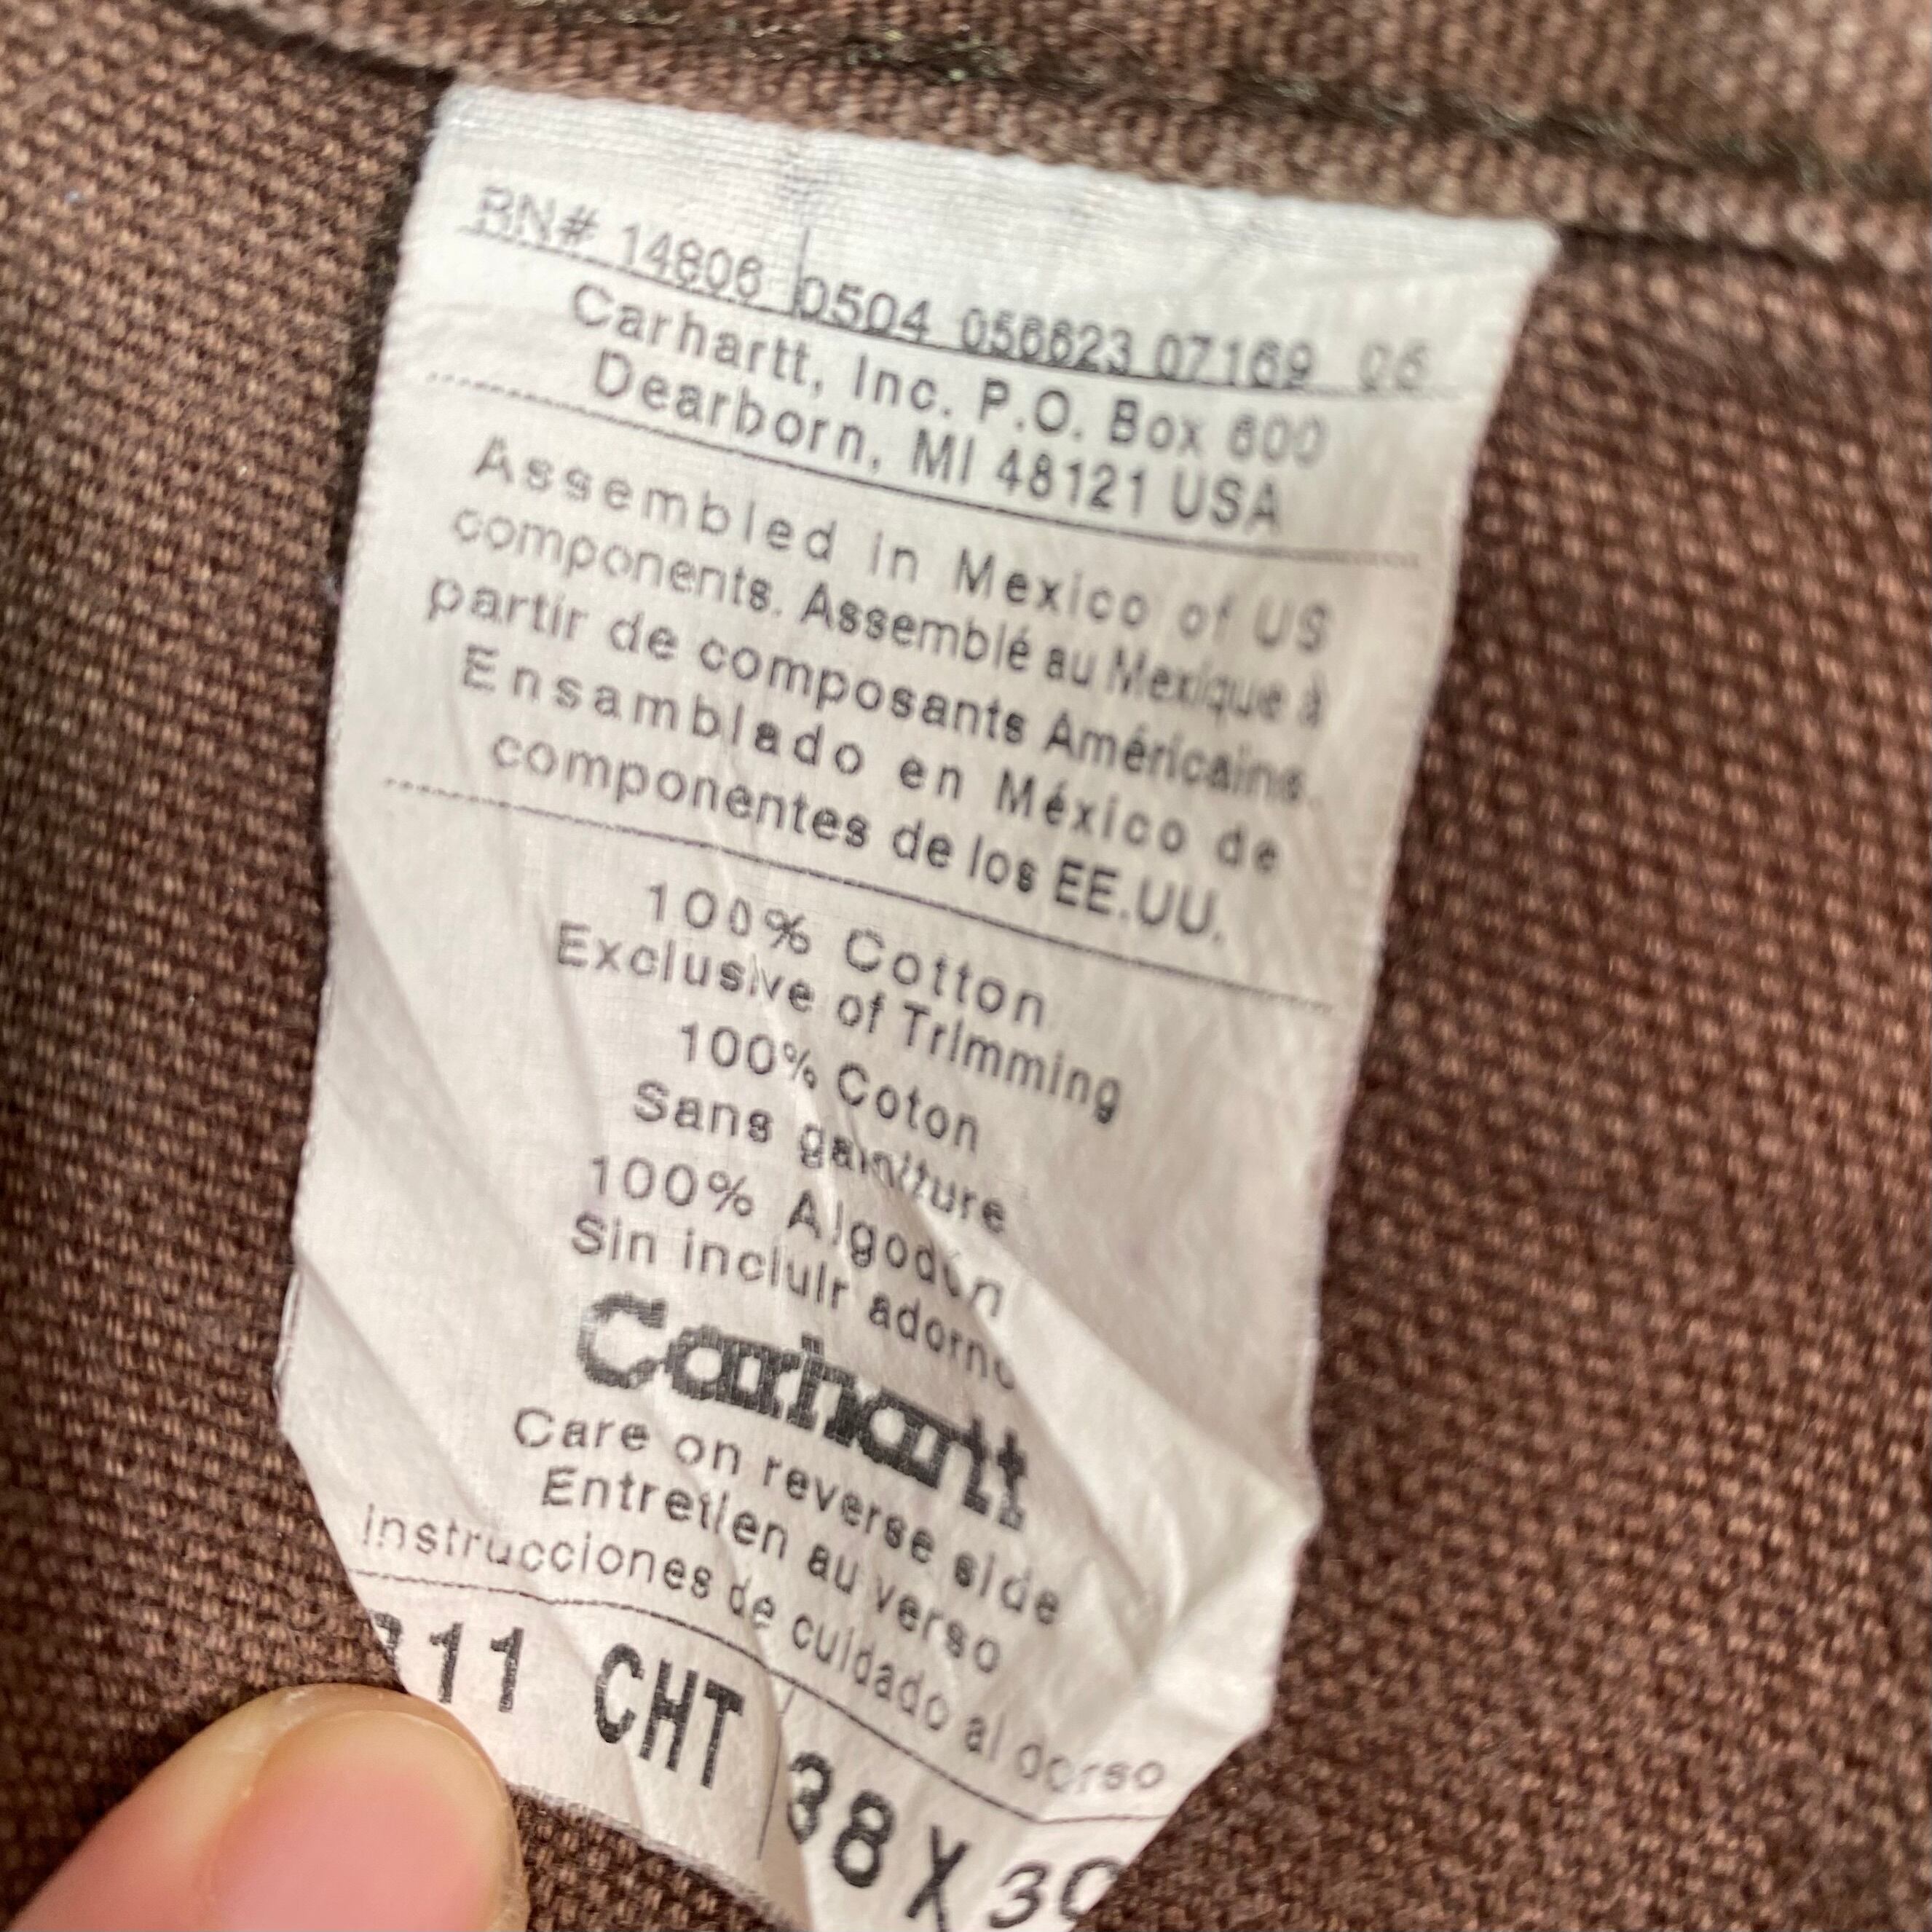 RN# 14806 0504 056623 07169 06
Carhartt, Inc. P.O. Box 600
Dearborn, MI 48121 USA
Assembled in Mexico of US
components. Assemblé au Mexique à
partir de composants Américains.
Ensamblado en México de
componentes de los EE.UU.
100% Cotton
Exclusive of Trimming
100% Coton
Sans garniture
100% Algodón
Sin incluir adorno
Carhartt
Care on reverse side
Entretien au verso
instrucciones de cuidado al dorso
CHT 38 X 30